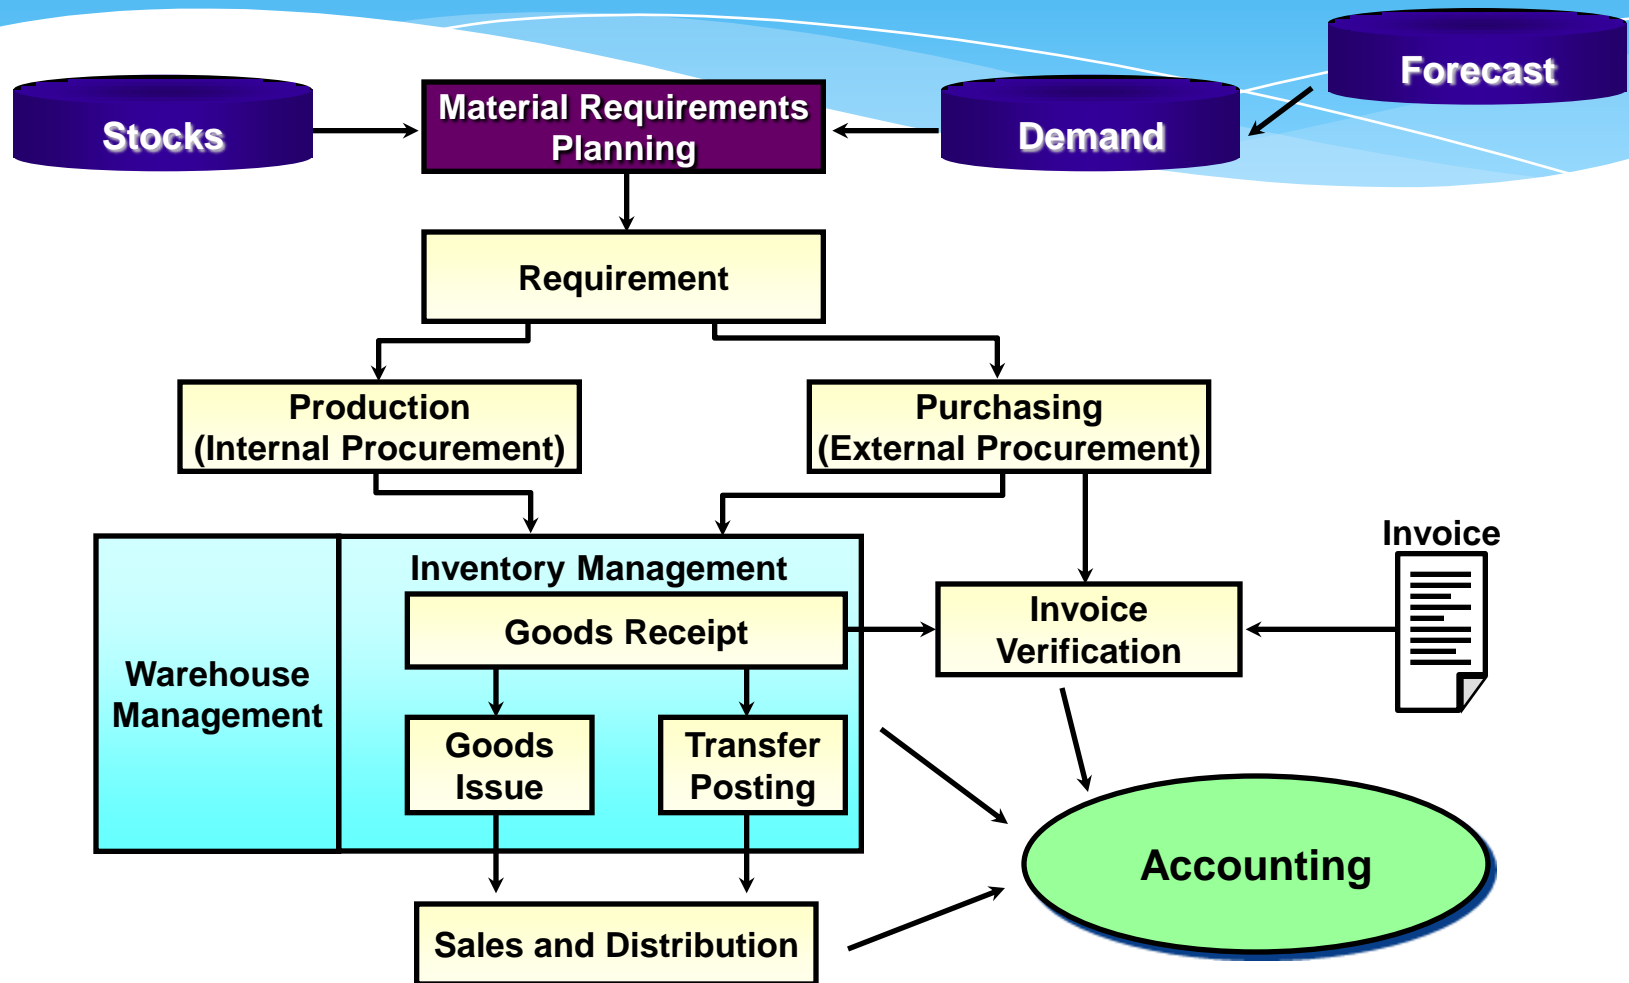 Forecast
Stocks
Material Requirements
Planning
Demand
Requirement
Production
(Internal Procurement)
Purchasing
(External Procurement)
Invoice
Inventory Management
Goods Receipt
Invoice
Verification
Warehouse
Management
Goods
Issue
Transfer
Posting
Accounting
Sales and Distribution